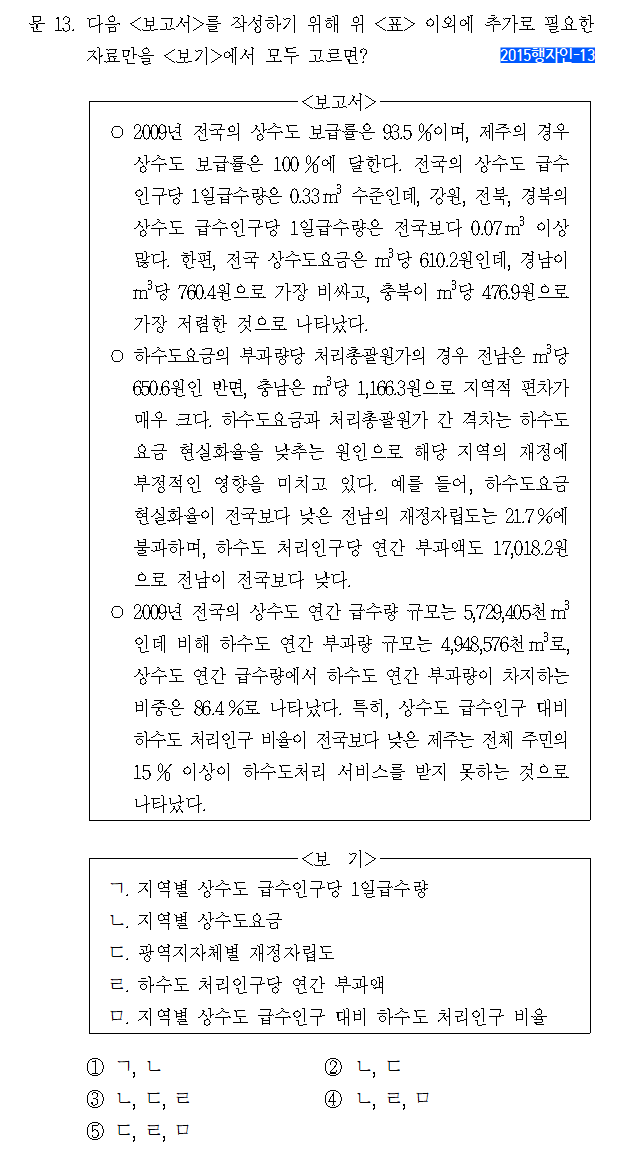 문 13. 다음 <보고서>를 작성하기 위해 위 <표> 이외에 추가로 필요한
자료만을 <보기>에서 모두 고르면?
2015행자인-13
<보고서>
○ 2009년 전국의 상수도 보급률은 93.5 %이며, 제주의 경우
상수도 보급률은 100 %에 달한다. 전국의 상수도 급수
인구당 1일급수량은 0.33 m³ 수준인데, 강원, 전북, 경북의
상수도 급수인구당 1일급수량은 전국보다 0.07 m³ 이상
많다. 한편, 전국 상수도요금은 m³당 610.2원인데, 경남이
m³당 760.4원으로 가장 비싸고, 충북이 m³당 476.9원으로
가장 저렴한 것으로 나타났다.
○ 하수도요금의 부과량당 처리총괄원가의 경우 전남은 m³당
650.6원인 반면, 충남은 m³당 1,166.3원으로 지역적 편차가
매우 크다. 하수도요금과 처리총괄원가 간 격차는 하수도
요금 현실화율을 낮추는 원인으로 해당 지역의 재정에
부정적인 영향을 미치고 있다. 예를 들어, 하수도요금
현실화율이 전국보다 낮은 전남의 재정자립도는 21.7 %에
불과하며, 하수도 처리인구당 연간 부과액도 17,018.2원
으로 전남이 전국보다 낮다.
○ 2009년 전국의 상수도 연간 급수량 규모는 5,729,405천 m³
인데 비해 하수도 연간 부과량 규모는 4,948,576천 m³로,
상수도 연간 급수량에서 하수도 연간 부과량이 차지하는
비중은 86.4 %로 나타났다. 특히, 상수도 급수인구 대비
하수도 처리인구 비율이 전국보다 낮은 제주는 전체 주민의
15 % 이상이 하수도처리 서비스를 받지 못하는 것으로
나타났다.
<보 기>
ㄱ. 지역별 상수도 급수인구당 1일급수량
ㄴ. 지역별 상수도요금
ㄷ. 광역지자체별 재정자립도
ㄹ. 하수도 처리인구당 연간 부과액
ㅁ. 지역별 상수도 급수인구 대비 하수도 처리인구 비율
① ㄱ, ㄴ ② ㄴ, ㄷ
③ ㄴ, ㄷ, ㄹ ④ ㄴ, ㄹ, ㅁ
⑤ ㄷ, ㄹ, ㅁ